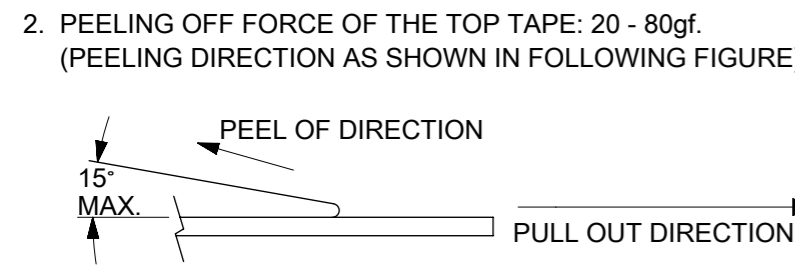 2. PEELING OFF FORCE OF THE TOP TAPE: 20 - 80gf.
(PEELING DIRECTION AS SHOWN IN FOLLOWING FIGURE)
PEEL OF DIRECTION
15°
MAX.
PULL OUT DIRECTION